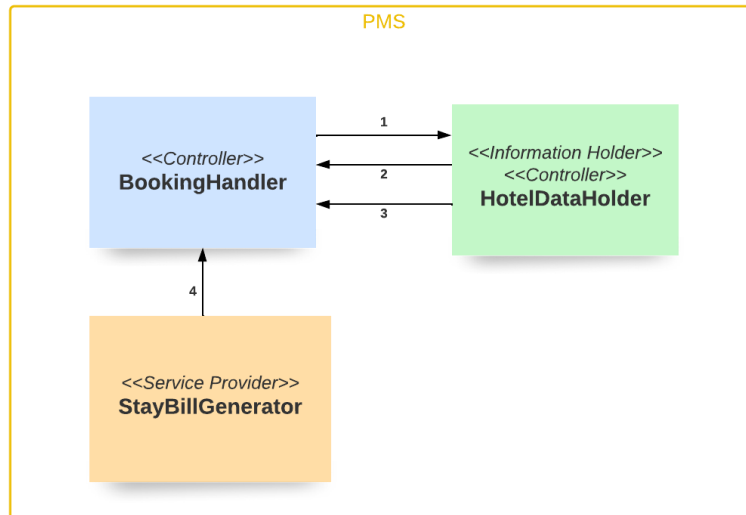 PMS
<<Controller>>
BookingHandler
1
2
3
<<Information Holder>>
<<Controller>>
HotelDataHolder
4
<<Service Provider>>
StayBillGenerator